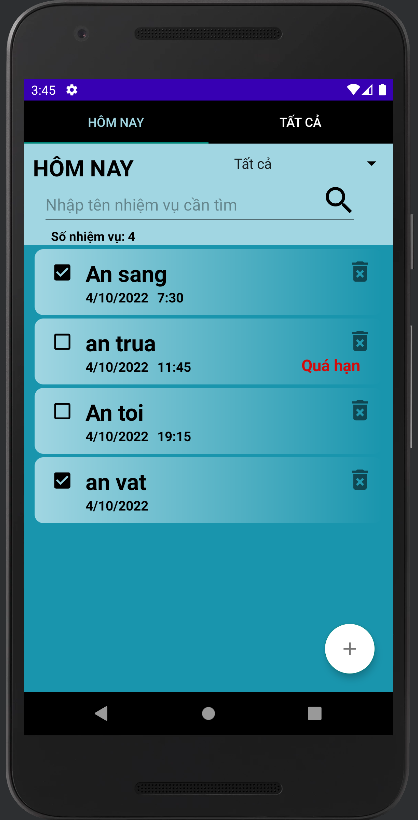 3:45
HÔM NAY TẤT CẢ
HÔM NAY Tất cả
Nhập tên nhiệm vụ cần tìm
Số nhiệm vụ: 4
An sang
4/10/2022 7:30
an trua
4/10/2022 11:45 Quá hạn
An toi
4/10/2022 19:15
an vat
4/10/2022